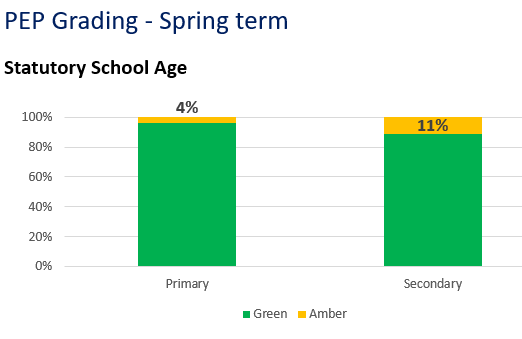 PEP Grading - Spring term
Statutory School Age
4%
100%
11%
80%
60%
40%
20%
0%
Primary Secondary
Green Amber